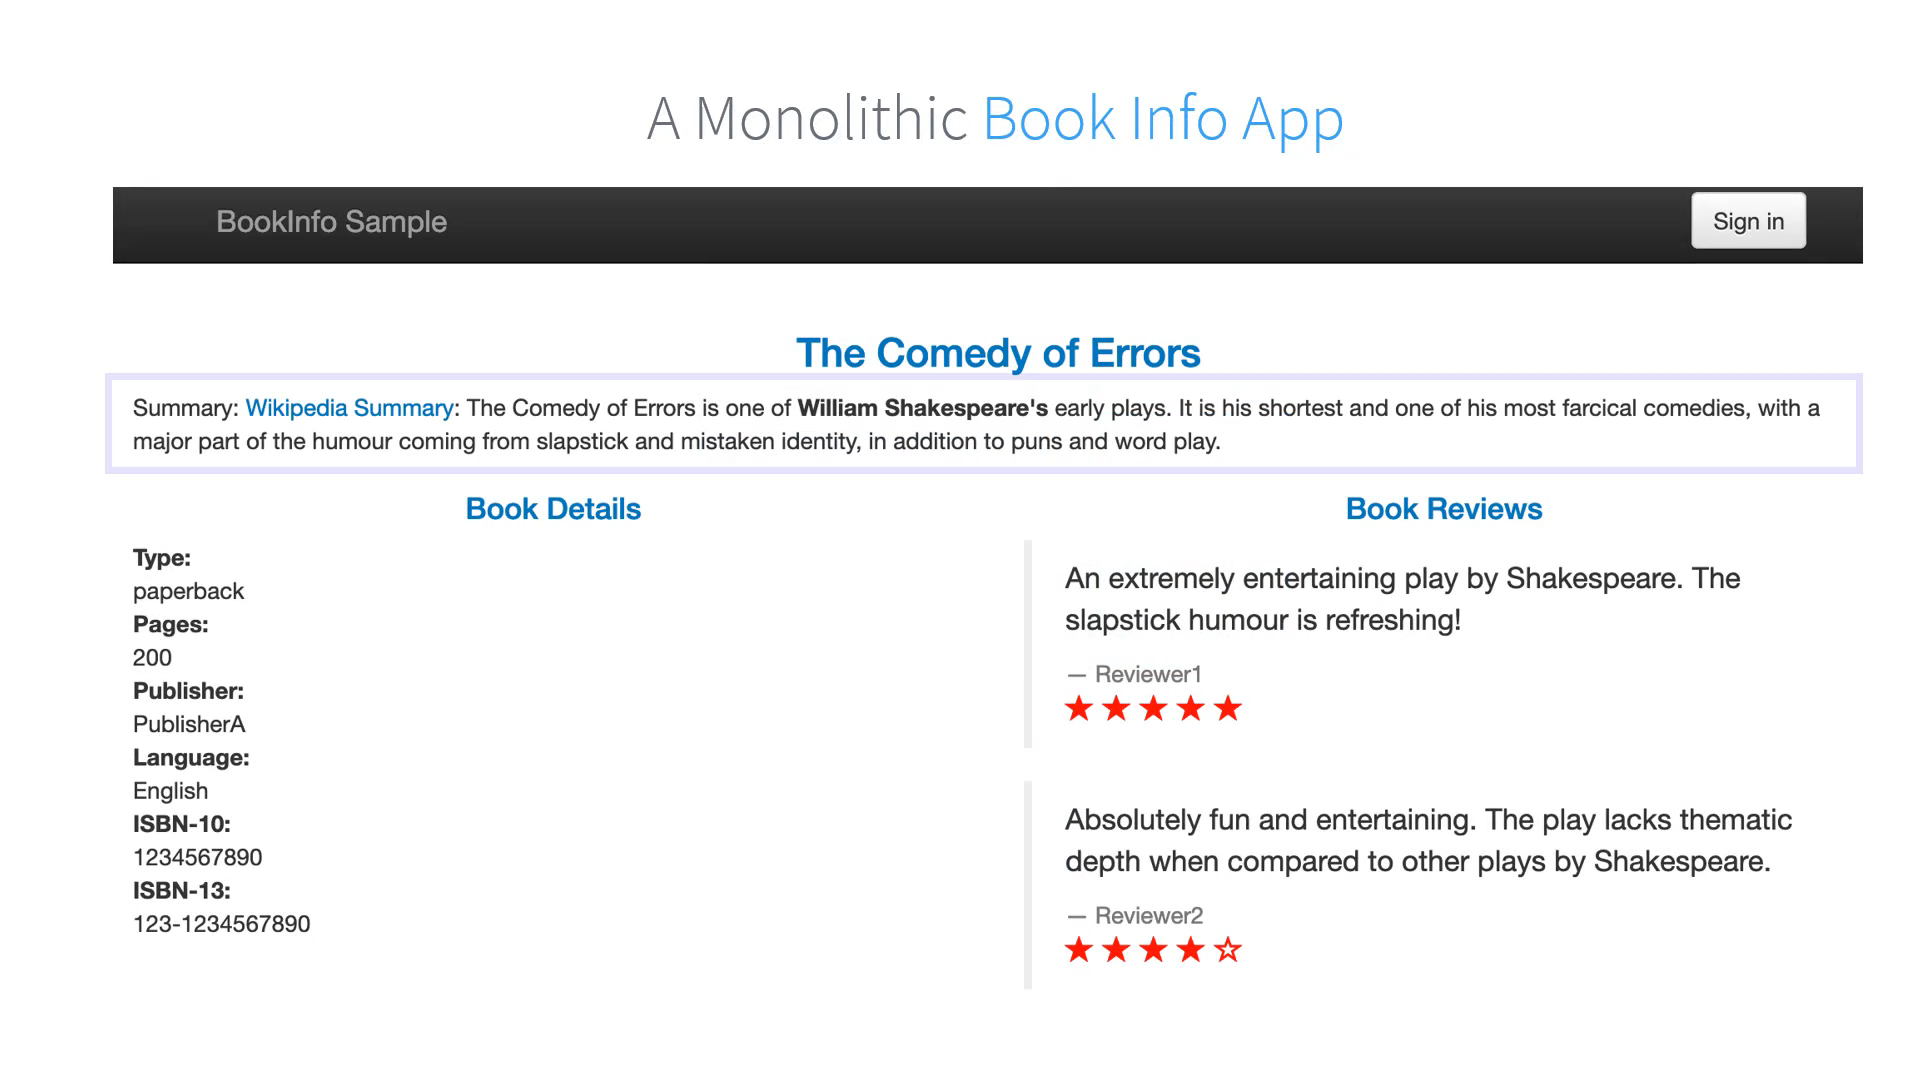 A Monolithic Book Info App
BookInfo Sample
Sign in
The Comedy of Errors
Summary: Wikipedia Summary: The Comedy of Errors is one of William Shakespeare's early plays. It is his shortest and one of his most farcical comedies, with a
major part of the humour coming from slapstick and mistaken identity, in addition to puns and word play.
Book Details
Type:
paperback
Pages:
200
Publisher:
PublisherA
Language:
English
ISBN-10:
1234567890
ISBN-13:
123-1234567890
Book Reviews
An extremely entertaining play by Shakespeare. The
slapstick humour is refreshing!
— Reviewer1
Absolutely fun and entertaining. The play lacks thematic
depth when compared to other plays by Shakespeare.
— Reviewer2